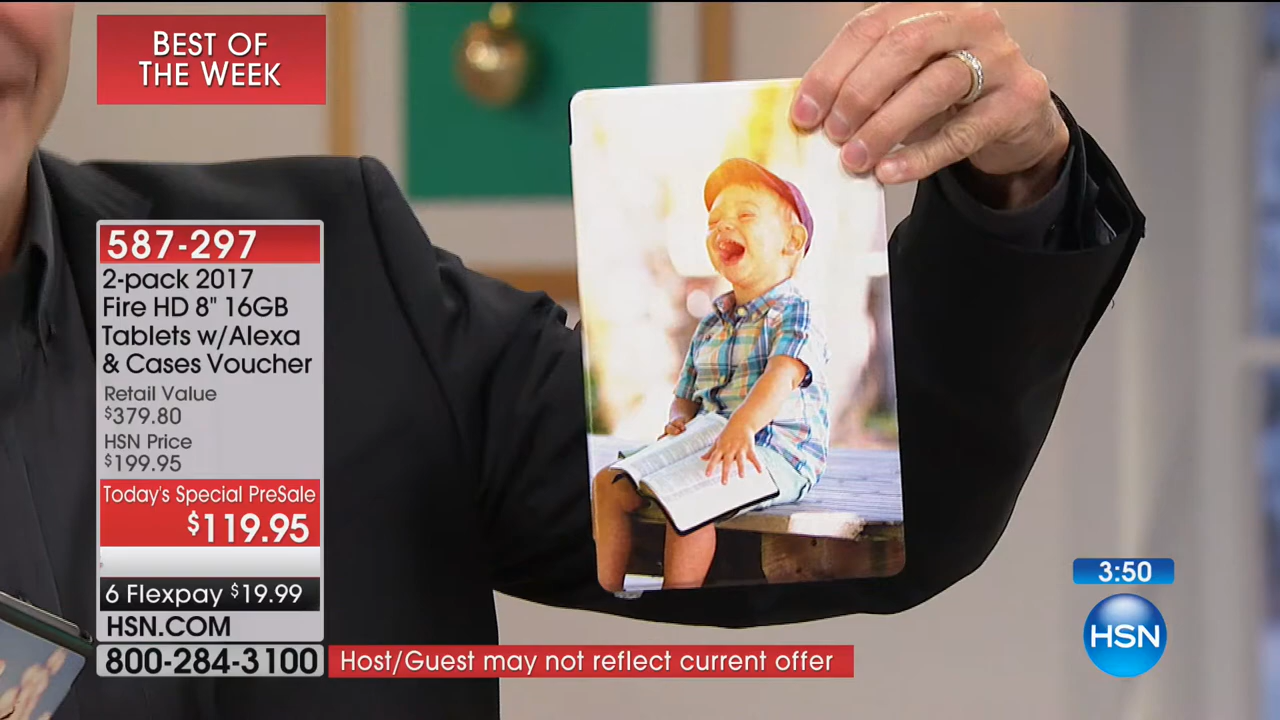 BEST OF
THE WEEK
587-297
2-pack 2017
Fire HD 8" 16GB
Tablets w/Alexa
& Cases Voucher
Retail Value
$379.80
HSN Price
$199.95
Today's Special PreSale
$119.95
6 Flexpay $19.99
HSN.COM
800-284-3100
Host/Guest may not reflect current offer
3:50
HSN